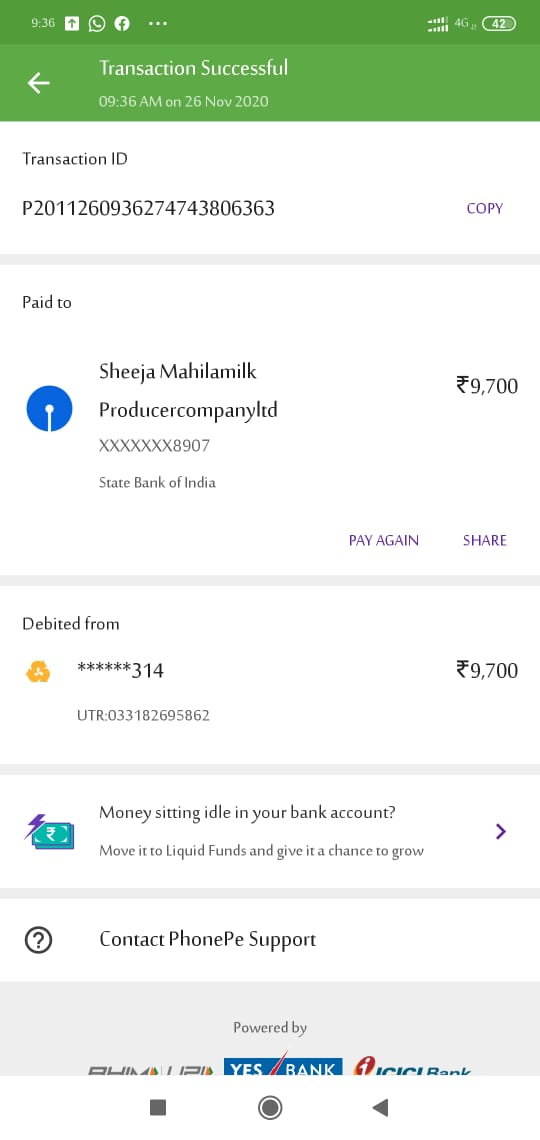 9:36
4G
42
Transaction Successful
09:36 AM on 26 Nov 2020
Transaction ID
P2011260936274743806363
COPY
Paid to
Sheeja Mahilamilk
Producercompanyltd
₹9,700
XXXXXXX8907
State Bank of India
PAY AGAIN SHARE
Debited from
******314
₹9,700
UTR:033182695862
Money sitting idle in your bank account?
Move it to Liquid Funds and give it a chance to grow
Contact PhonePe Support
Powered by
BHIM UPI YES BANK ICICI Bank